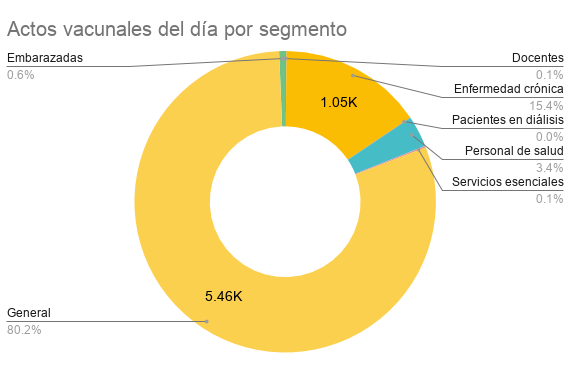 Actos vacunales del día por segmento
Embarazadas
0.6%
Docentes
0.1%
Enfermedad crónica
15.4%
Pacientes en diálisis
0.0%
Personal de salud
3.4%
Servicios esenciales
0.1%
1.05K
5.46K
General
80.2%